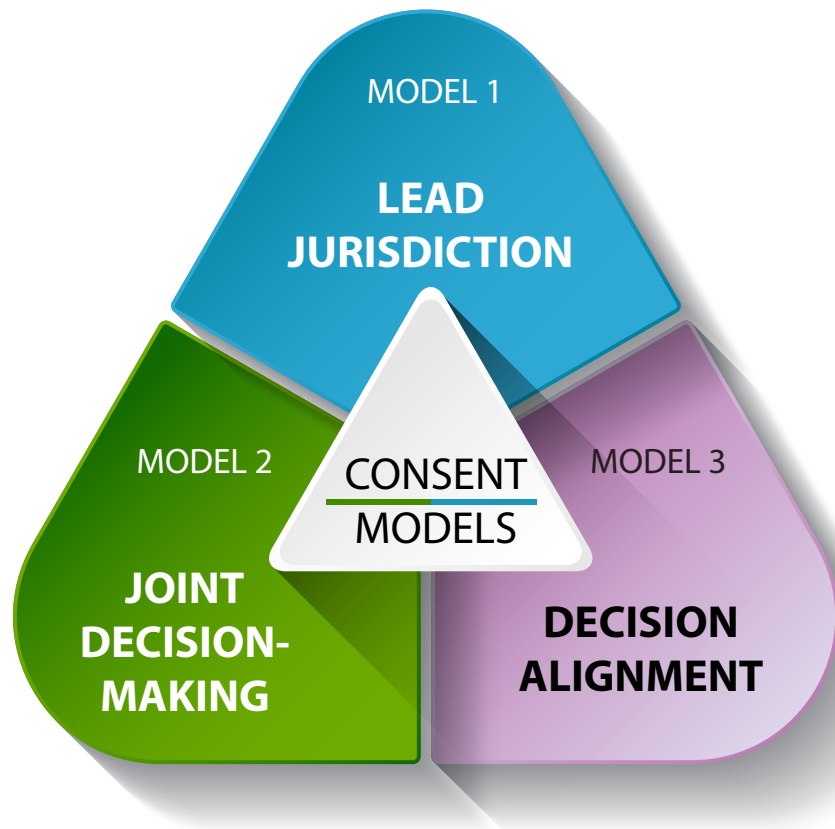 MODEL 1
LEAD
JURISDICTION
MODEL 2
JOINT
DECISION-
MAKING
CONSENT
MODELS
MODEL 3
DECISION
ALIGNMENT